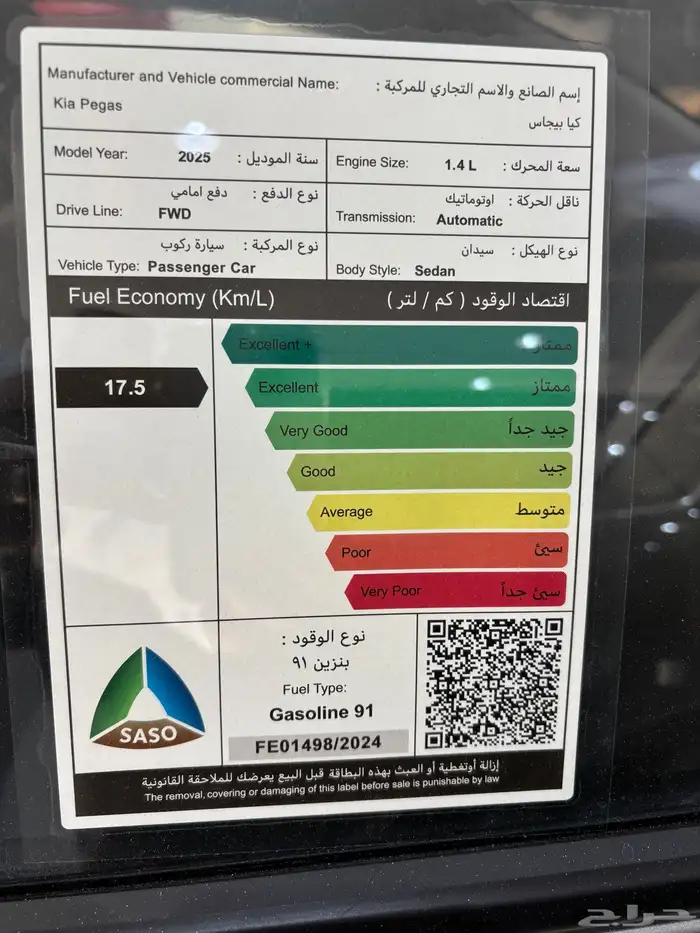 Manufacturer and Vehicle commercial Name: إسم الصانع والاسم التجاري للمركبة :
Kia Pegas كيا بيجاس
Model Year: 2025 سنة الموديل :
Engine Size: 1.4 L سعة المحرك :
نوع الدفع : دفع امامي
Drive Line: FWD
ناقل الحركة : اوتوماتيك
Transmission: Automatic
نوع المركبة : سيارة ركوب
Vehicle Type: Passenger Car
نوع الهيكل : سيدان
Body Style: Sedan
Fuel Economy (Km/L) اقتصاد الوقود ( كم / لتر )
17.5
Excellent +
Excellent ممتاز
Very Good جيد جداً
Good جيد
Average متوسط
Poor سيئ
Very Poor سيئ جداً
SASO
نوع الوقود :
بنزين ٩١
Fuel Type:
Gasoline 91
FE01498/2024
إزالة أوتغطية أو العبث بهذه البطاقة قبل البيع يعرضك للملاحقة القانونية
The removal, covering or damaging of this label before sale is punishable by law
حراج